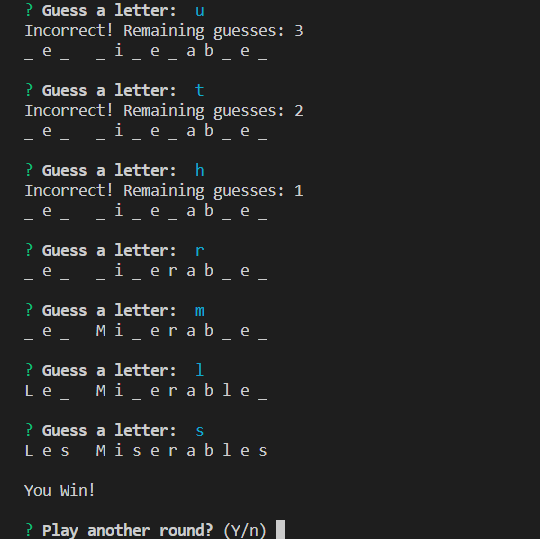 ? Guess a letter: u
Incorrect! Remaining guesses: 3
_ e _  _ i _ e _ a b _ e _
? Guess a letter: t
Incorrect! Remaining guesses: 2
_ e _  _ i _ e _ a b _ e _
? Guess a letter: h
Incorrect! Remaining guesses: 1
_ e _  _ i _ e _ a b _ e _
? Guess a letter: r
_ e _  _ i _ e r a b _ e _
? Guess a letter: m
_ e _  M i _ e r a b _ e _
? Guess a letter: l
L e _  M i _ e r a b l e _
? Guess a letter: s
L e s  M i s e r a b l e s
You Win!
? Play another round? (Y/n)